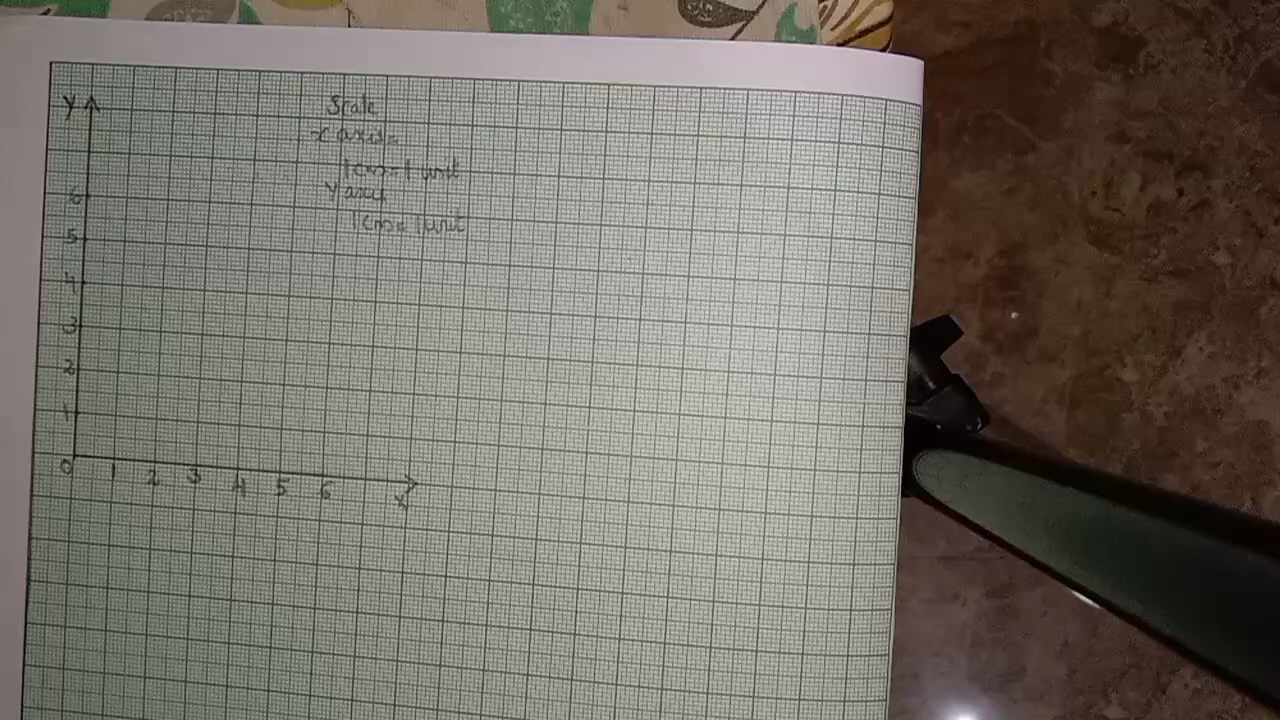 Scale
x axis=
1cm=1 unit
Y axis
1cm=1unit
Y
6
5
4
3
2
1
0 1 2 3 4 5 6
X